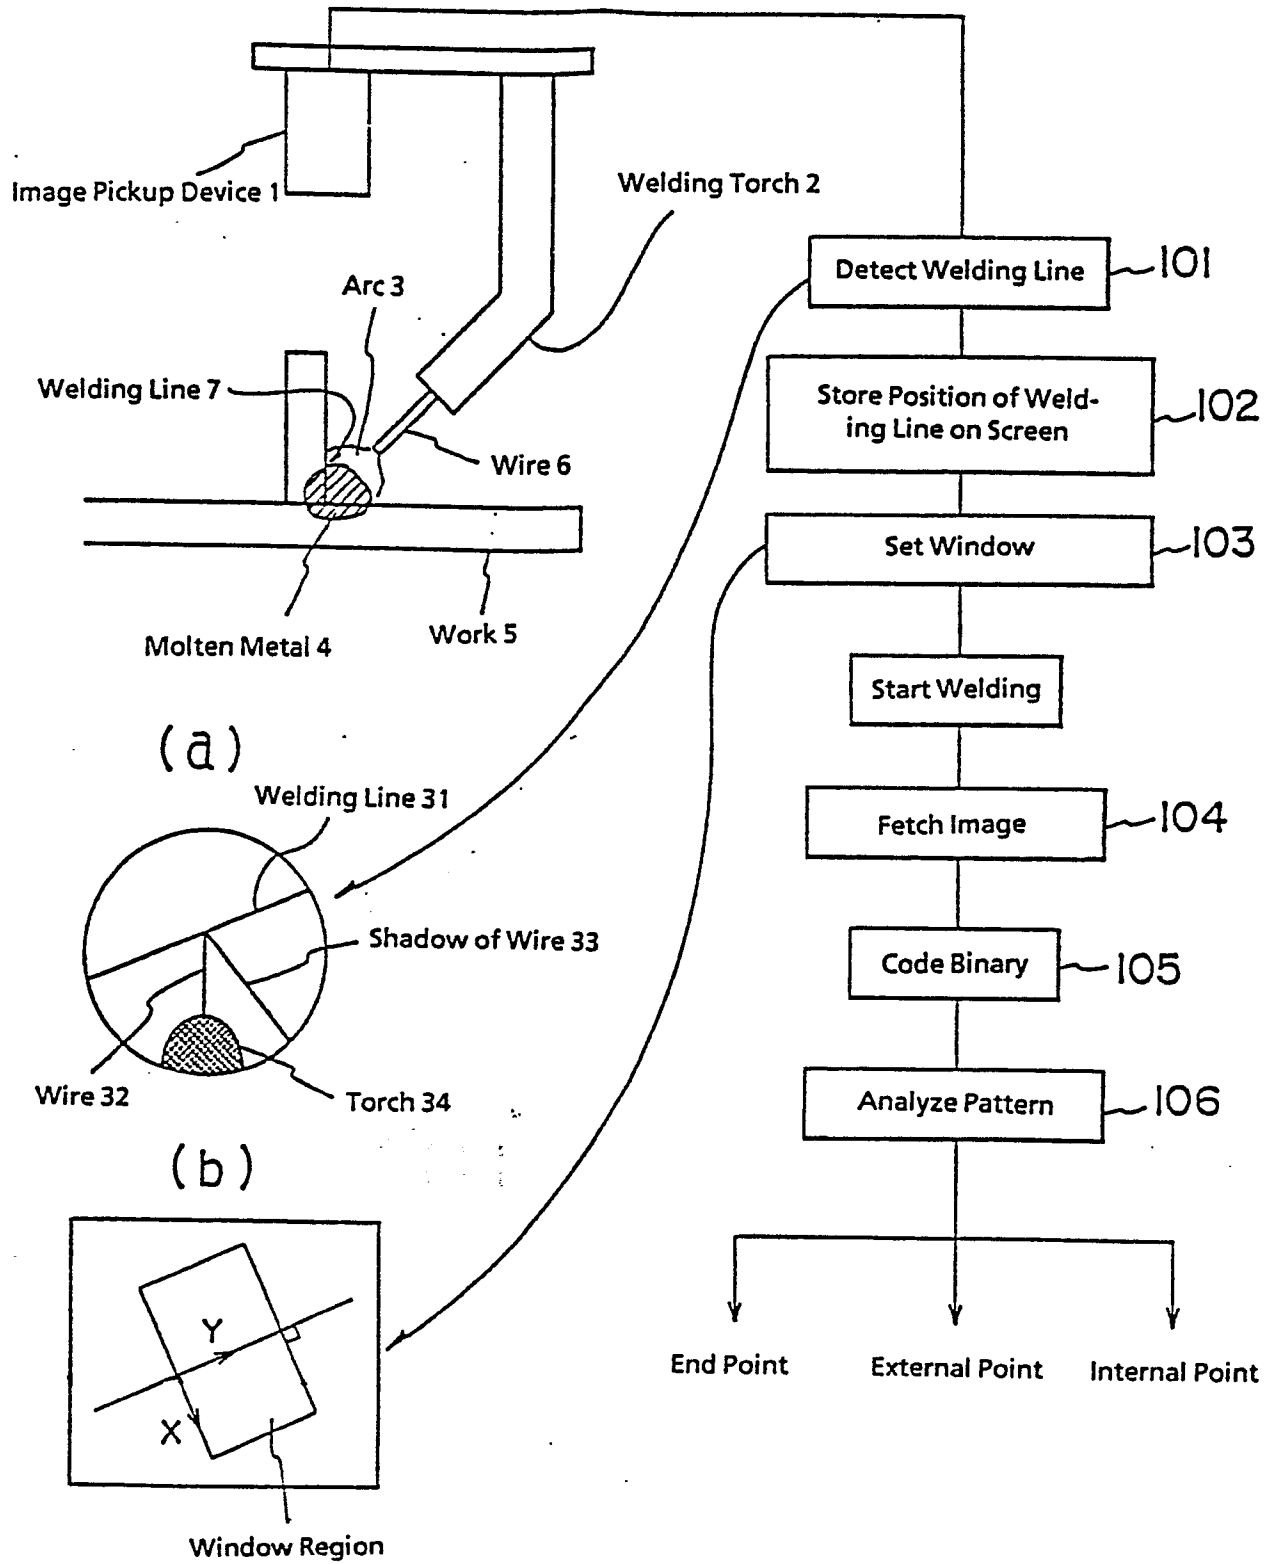 Image Pickup Device 1
Welding Torch 2
Arc 3
Welding Line 7
Wire 6
Molten Metal 4
Work 5
(a)
Welding Line 31
Shadow of Wire 33
Wire 32
Torch 34
(b)
Y
X
Window Region
Detect Welding Line
101
Store Position of Weld-
ing Line on Screen
102
Set Window
103
Start Welding
Fetch Image
104
Code Binary
105
Analyze Pattern
106
End Point
External Point
Internal Point